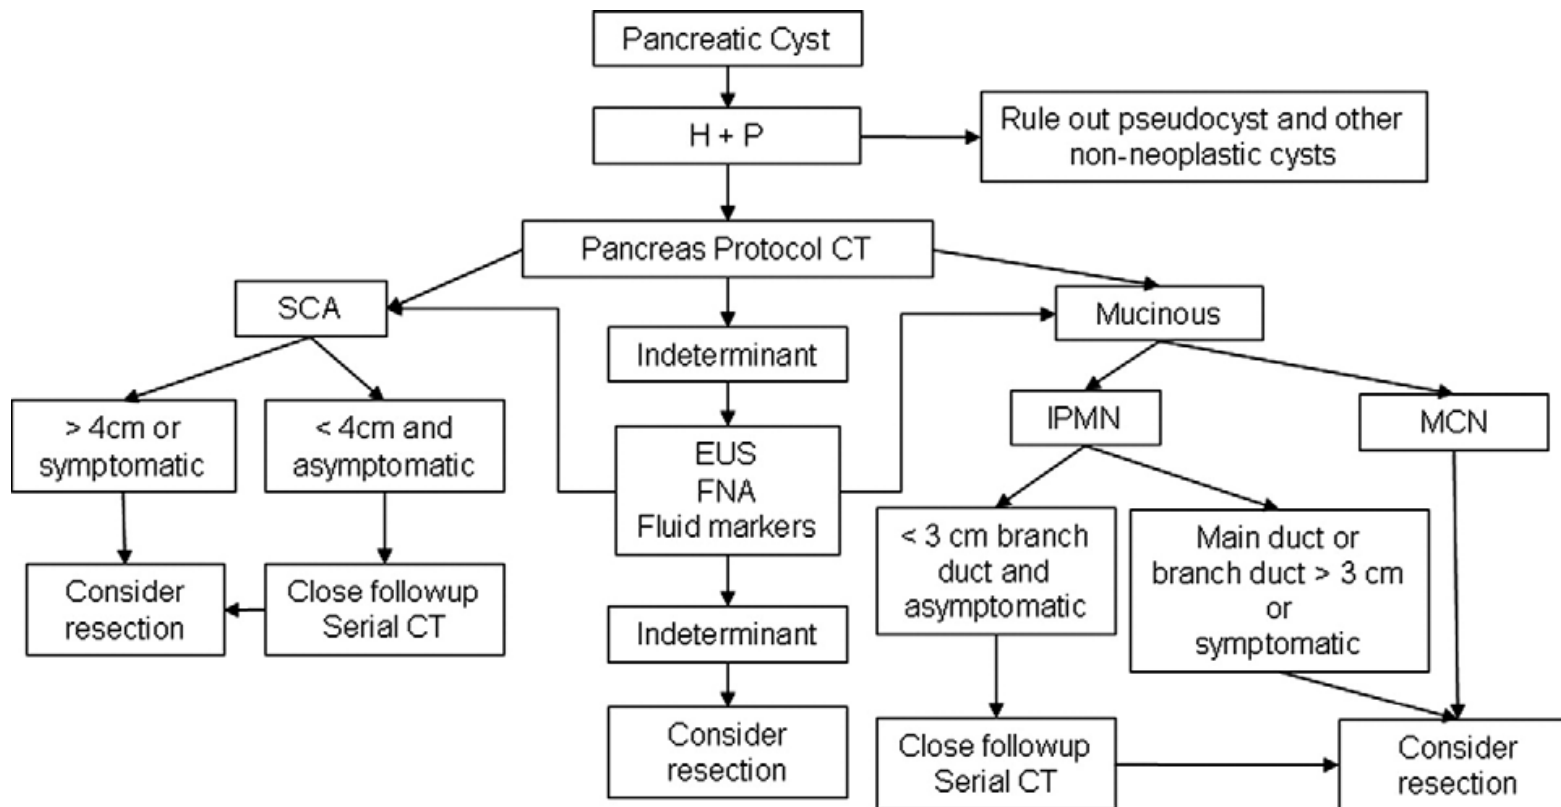 Pancreatic Cyst
H + P
Rule out pseudocyst and other
non-neoplastic cysts
Pancreas Protocol CT
SCA
Mucinous
Indeterminant
> 4cm or
symptomatic
< 4cm and
asymptomatic
EUS
FNA
Fluid markers
IPMN
MCN
< 3 cm branch
duct and
asymptomatic
Main duct or
branch duct > 3 cm
or
symptomatic
Consider
resection
Close followup
Serial CT
Indeterminant
Consider
resection
Close followup
Serial CT
Consider
resection